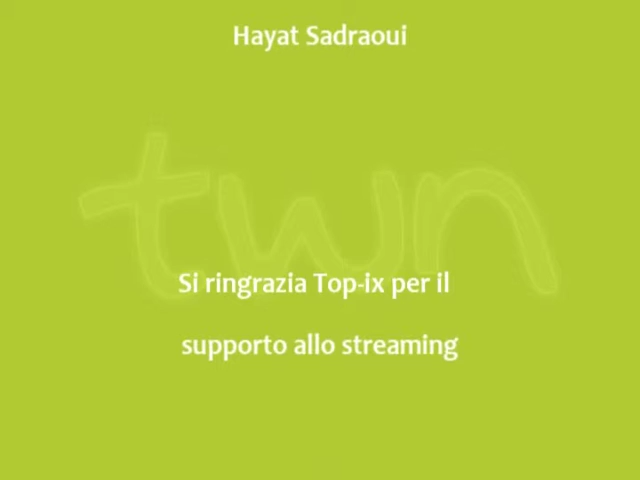 Hayat Sadraoui
twn
Si ringrazia Top-ix per il
supporto allo streaming